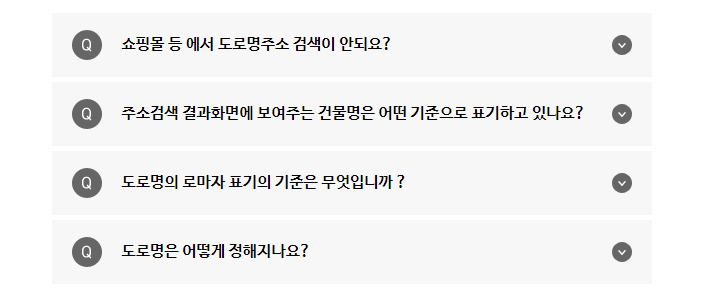 Q 쇼핑몰 등 에서 도로명주소 검색이 안되요?
Q 주소검색 결과화면에 보여주는 건물명은 어떤 기준으로 표기하고 있나요?
Q 도로명의 로마자 표기의 기준은 무엇입니까 ?
Q 도로명은 어떻게 정해지나요?